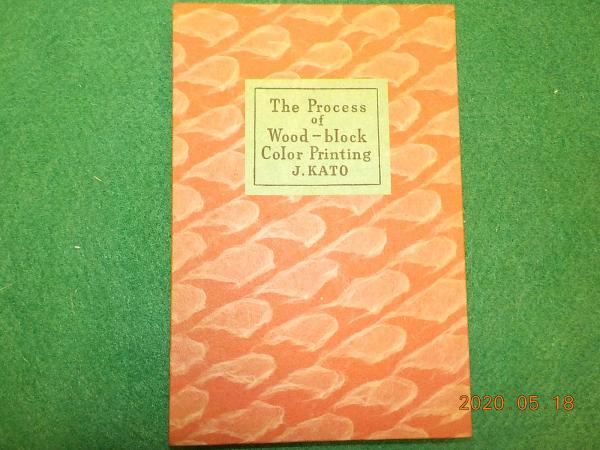 The Process
of
Wood-block
Color Printing
J. KATO
2020.05.18